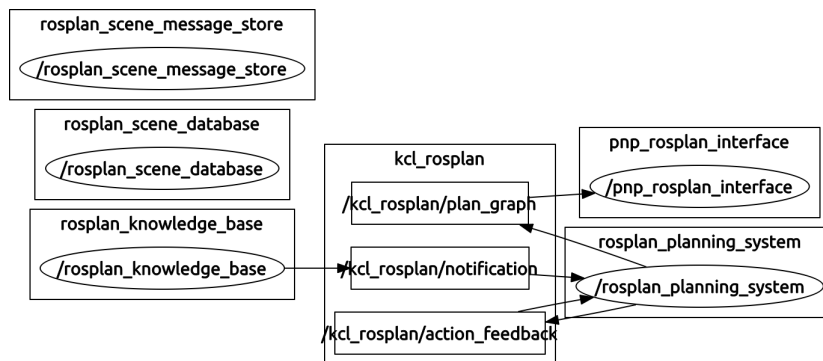 rosplan_scene_message_store
/rosplan_scene_message_store
rosplan_scene_database
/rosplan_scene_database
rosplan_knowledge_base
/rosplan_knowledge_base
kcl_rosplan
/kcl_rosplan/plan_graph
/kcl_rosplan/notification
/kcl_rosplan/action_feedback
pnp_rosplan_interface
/pnp_rosplan_interface
rosplan_planning_system
/rosplan_planning_system